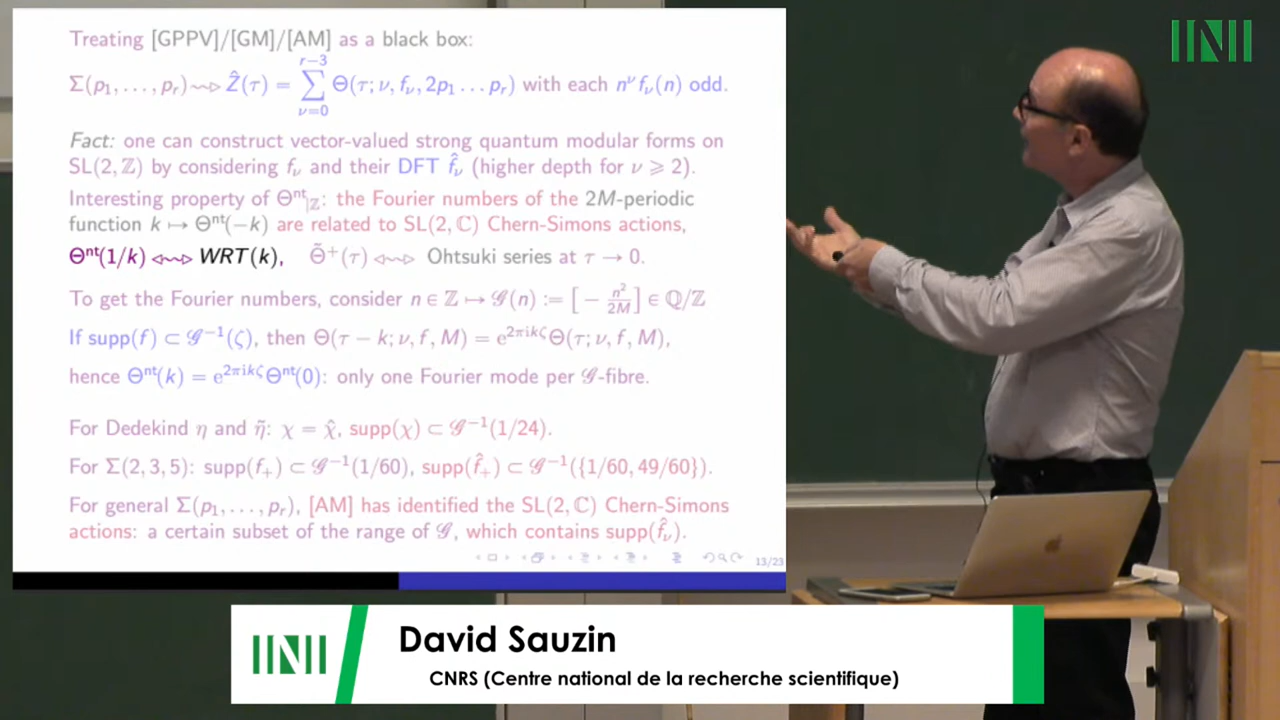 Treating [GPPV]/[GM]/[AM] as a black box:
Σ(p₁, . . . , pᵣ) ⇝ Ẑ(τ) = ∑_{ν=0}^{r−3} Θ(τ; ν, f_ν, 2p₁ . . . pᵣ) with each n^ν f_ν(n) odd.
Fact: one can construct vector-valued strong quantum modular forms on
SL(2, ℤ) by considering f_ν and their DFT f̂_ν (higher depth for ν ⩾ 2).
Interesting property of Θ^nt_|ℤ: the Fourier numbers of the 2M-periodic
function k ↦ Θ^nt(−k) are related to SL(2, ℂ) Chern-Simons actions,
Θ^nt(1/k) ⇜⇝ WRT(k), Θ̃⁺(τ) ⇜⇝ Ohtsuki series at τ → 0.
To get the Fourier numbers, consider n ∈ ℤ ↦ 𝒢(n) := [− n²/2M] ∈ ℚ/ℤ
If supp(f) ⊂ 𝒢⁻¹(ζ), then Θ(τ − k; ν, f, M) = e^{2πikζ}Θ(τ; ν, f, M),
hence Θ^nt(k) = e^{2πikζ}Θ^nt(0): only one Fourier mode per 𝒢-fibre.
For Dedekind η and η̃: χ = χ̂, supp(χ) ⊂ 𝒢⁻¹(1/24).
For Σ(2, 3, 5): supp(f₊) ⊂ 𝒢⁻¹(1/60), supp(f̂₊) ⊂ 𝒢⁻¹({1/60, 49/60}).
For general Σ(p₁, . . . , pᵣ), [AM] has identified the SL(2, ℂ) Chern-Simons
actions: a certain subset of the range of 𝒢, which contains supp(f̂_ν).
13/23
David Sauzin
CNRS (Centre national de la recherche scientifique)